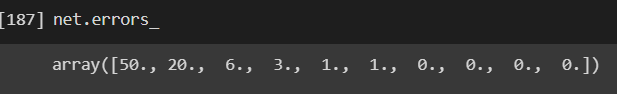 [187] net.errors_
array([50., 20., 6., 3., 1., 1., 0., 0., 0., 0.])